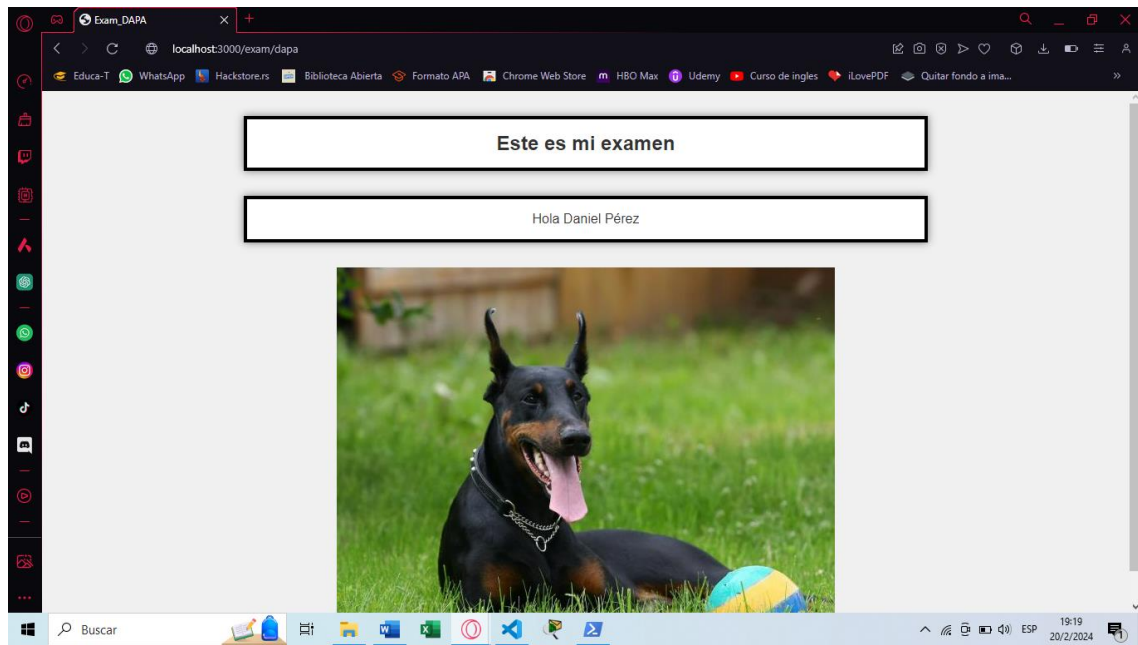 Exam_DAPA
localhost:3000/exam/dapa
Educa-T WhatsApp Hackstore.rs Biblioteca Abierta Formato APA Chrome Web Store HBO Max Udemy Curso de ingles iLovePDF Quitar fondo a ima...
Este es mi examen
Hola Daniel Pérez
Buscar
ESP
19:19
20/2/2024